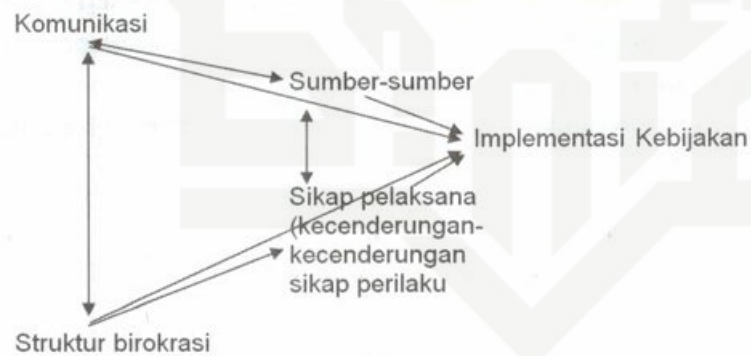 Komunikasi
Sumber-sumber
Implementasi Kebijakan
Sikap pelaksana
(kecenderungan-
kecenderungan
sikap perilaku
Struktur birokrasi